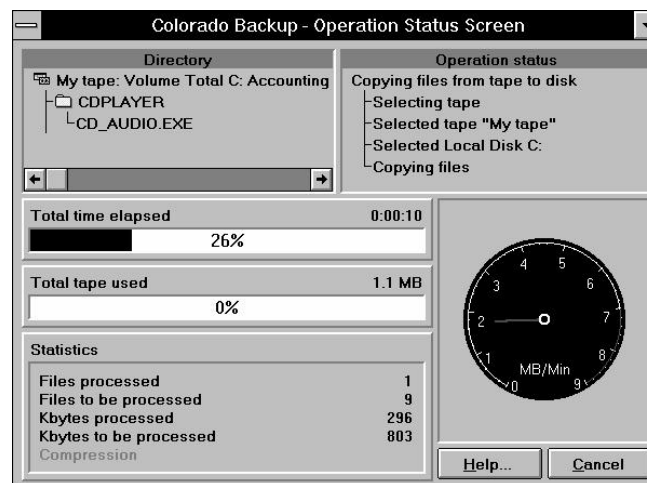 Colorado Backup - Operation Status Screen
Directory
My tape: Volume Total C: Accounting
CDPLAYER
CD_AUDIO.EXE
Operation status
Copying files from tape to disk
Selecting tape
Selected tape "My tape"
Selected Local Disk C:
Copying files
Total time elapsed 0:00:10
26%
Total tape used 1.1 MB
0%
Statistics
Files processed 1
Files to be processed 9
Kbytes processed 296
Kbytes to be processed 803
Compression
0
1
2
3
4
5
6
7
8
9
MB/Min
Help...
Cancel